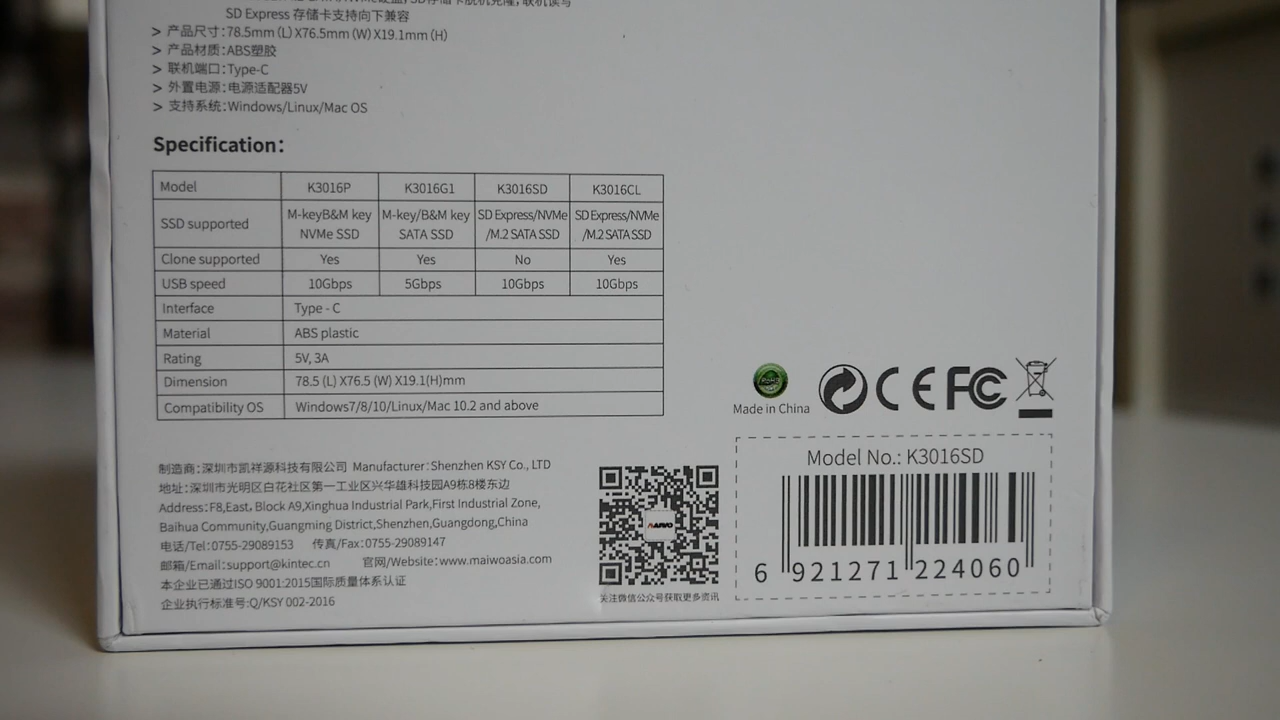 SD Express 存储卡支持向下兼容
> 产品尺寸：78.5mm (L) X76.5mm (W) X19.1mm (H)
> 产品材质：ABS塑胶
> 联机端口：Type-C
> 外置电源：电源适配器5V
> 支持系统：Windows/Linux/Mac OS
Specification：
Model K3016P K3016G1 K3016SD K3016CL
SSD supported M-keyB&M key NVMe SSD M-key/B&M key SATA SSD SD Express/NVMe /M.2 SATA SSD SD Express/NVMe /M.2 SATA SSD
Clone supported Yes Yes No Yes
USB speed 10Gbps 5Gbps 10Gbps 10Gbps
Interface Type - C
Material ABS plastic
Rating 5V, 3A
Dimension 78.5 (L) X76.5 (W) X19.1(H)mm
Compatibility OS Windows7/8/10/Linux/Mac 10.2 and above
制造商：深圳市凯祥源科技有限公司 Manufacturer：Shenzhen KSY Co., LTD
地址：深圳市光明区白花社区第一工业区兴华雄科技园A9栋8楼东边
Address：F8,East, Block A9,Xinghua Industrial Park,First Industrial Zone,
Baihua Community,Guangming District,Shenzhen,Guangdong,China
电话/Tel：0755-29089153 传真/Fax：0755-29089147
邮箱/Email：support@kintec.cn 官网/Website：www.maiwoasia.com
本企业已通过ISO 9001:2015国际质量体系认证
企业执行标准号:Q/KSY 002-2016
MAIWO
关注微信公众号获取更多资讯
RoHS
Made in China
CE FC
Model No.: K3016SD
6 921271 224060